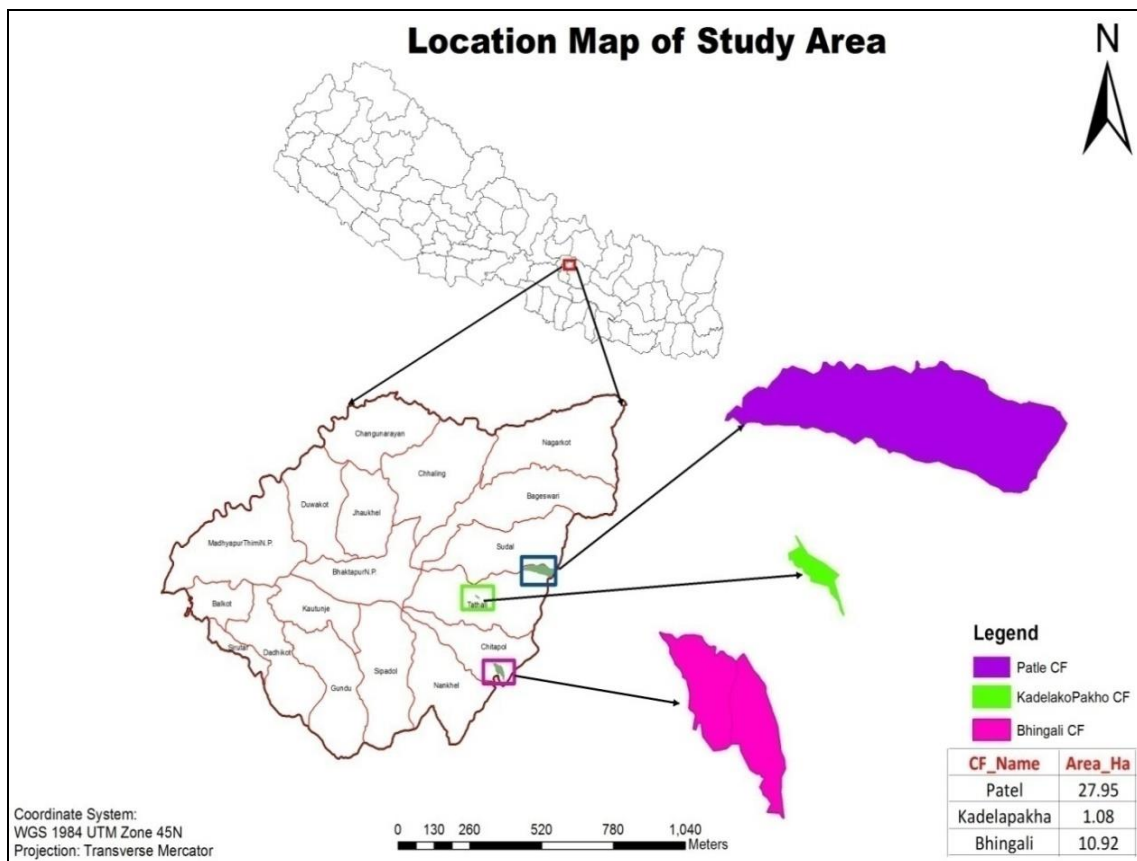 Location Map of Study Area
N
Changunarayan
Nagarkot
Chhaling
Bageswari
Duwakot
Jhaukhel
MadhyapurThimiN.P.
Sudal
BhaktapurN.P.
Tathali
Balkot
Kautunje
Chitapol
Sirutar
Dadhikot
Sipadol
Gundu
Nankhel
Legend
Patle CF
KadelakoPakho CF
Bhingali CF
CF_Name Area_Ha
Patel 27.95
Kadelapakha 1.08
Bhingali 10.92
Coordinate System:
WGS 1984 UTM Zone 45N
Projection: Transverse Mercator
0 130 260 520 780 1,040
Meters